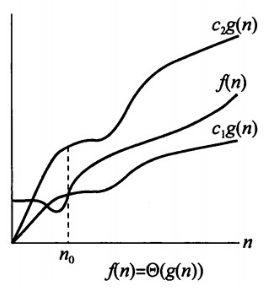 c₂g(n)
f(n)
c₁g(n)
n
n₀
f(n)=Θ(g(n))